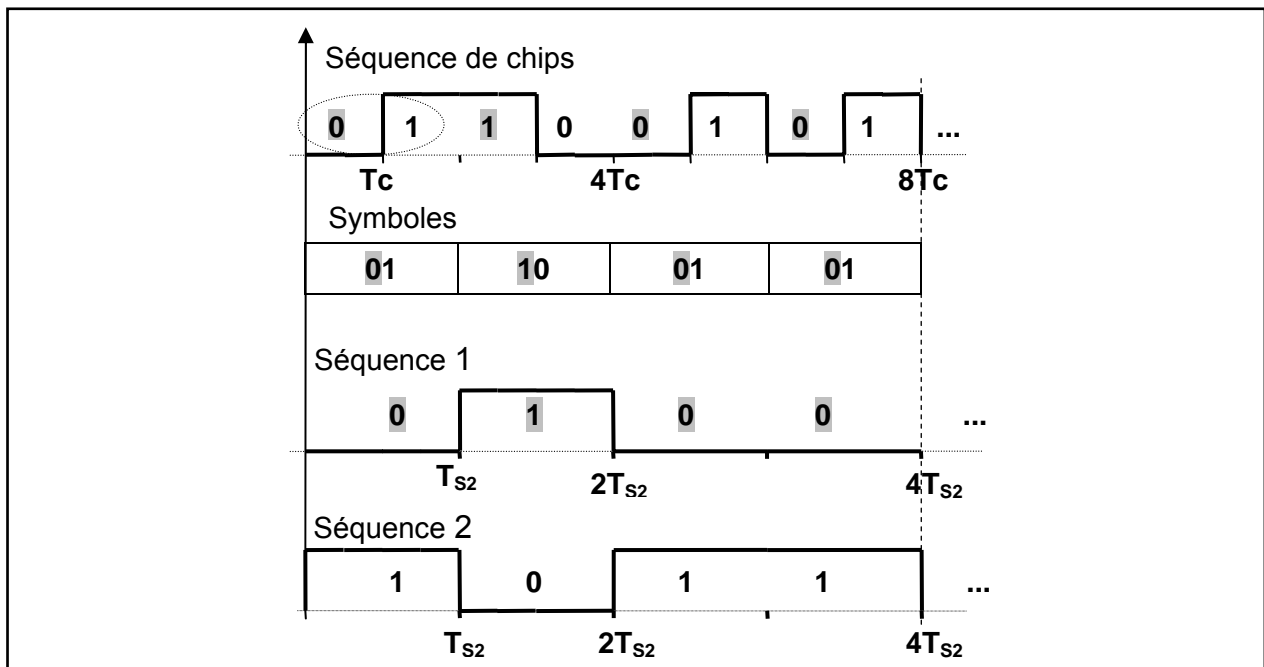 Séquence de chips
0 1 1 0 0 1 0 1 ...
Tc 4Tc 8Tc
Symboles
01 10 01 01
Séquence 1
0 1 0 0 ...
TS2 2TS2 4TS2
Séquence 2
1 0 1 1 ...
TS2 2TS2 4TS2